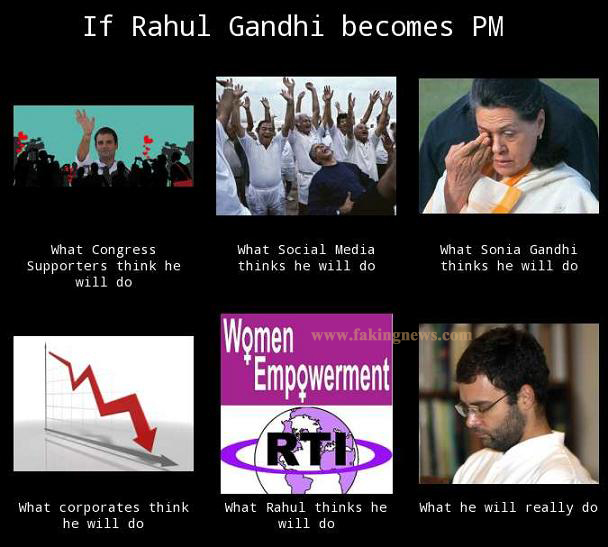 If Rahul Gandhi becomes PM
What Congress
Supporters think he
will do
What Social Media
thinks he will do
What Sonia Gandhi
thinks he will do
Women
Empowerment
RTI
www.fakingnews.com
What corporates think
he will do
What Rahul thinks he
will do
What he will really do